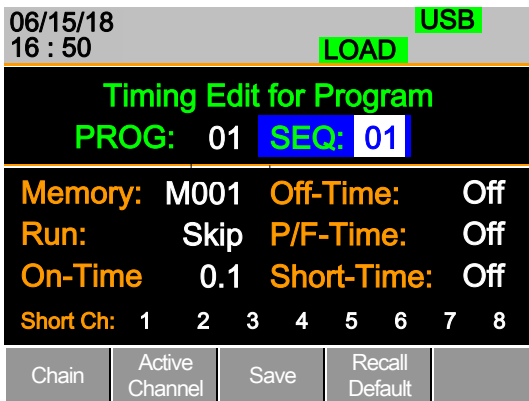 06/15/18 USB
16 : 50 LOAD
Timing Edit for Program
PROG: 01 SEQ: 01
Memory: M001 Off-Time: Off
Run: Skip P/F-Time: Off
On-Time 0.1 Short-Time: Off
Short Ch: 1 2 3 4 5 6 7 8
Chain Active Channel Save Recall Default